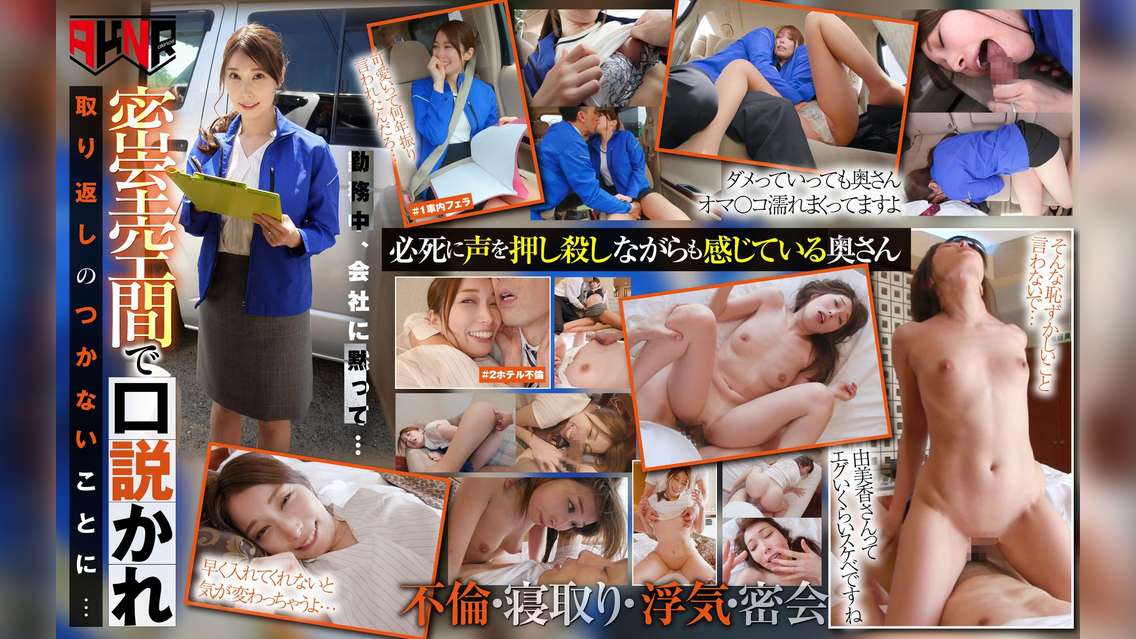 AHNR
密室空間で口説かれ
取り返しのつかないことに…
勤務中、会社に黙って…
可愛いって何年振り
言われたんだろ…
#1車内フェラ
ダメっていっても奥さん
オマ〇コ濡れまくってますよ
必死に声を押し殺しながらも感じている奥さん
#2ホテル不倫
そんな恥ずかしいこと
言わないで…
由美香さんって
エグいくらいスケベですね
早く入れてくれないと
気が変わっちゃうよ…
不倫・寝取り・浮気・密会